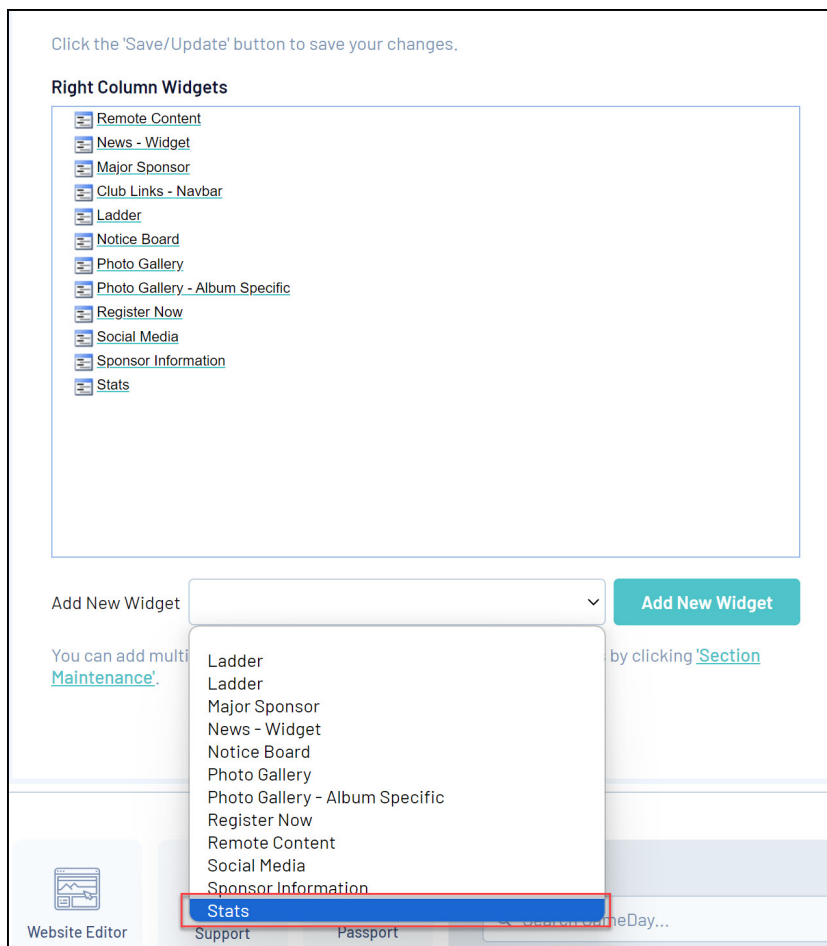 Click the 'Save/Update' button to save your changes.
Right Column Widgets
Remote Content
News - Widget
Major Sponsor
Club Links - Navbar
Ladder
Notice Board
Photo Gallery
Photo Gallery - Album Specific
Register Now
Social Media
Sponsor Information
Stats
Add New Widget
Add New Widget
You can add multi by clicking 'Section
Maintenance'.
Ladder
Ladder
Major Sponsor
News - Widget
Notice Board
Photo Gallery
Photo Gallery - Album Specific
Register Now
Remote Content
Social Media
Sponsor Information
Stats
Search GameDay...
Website Editor
Support
Passport